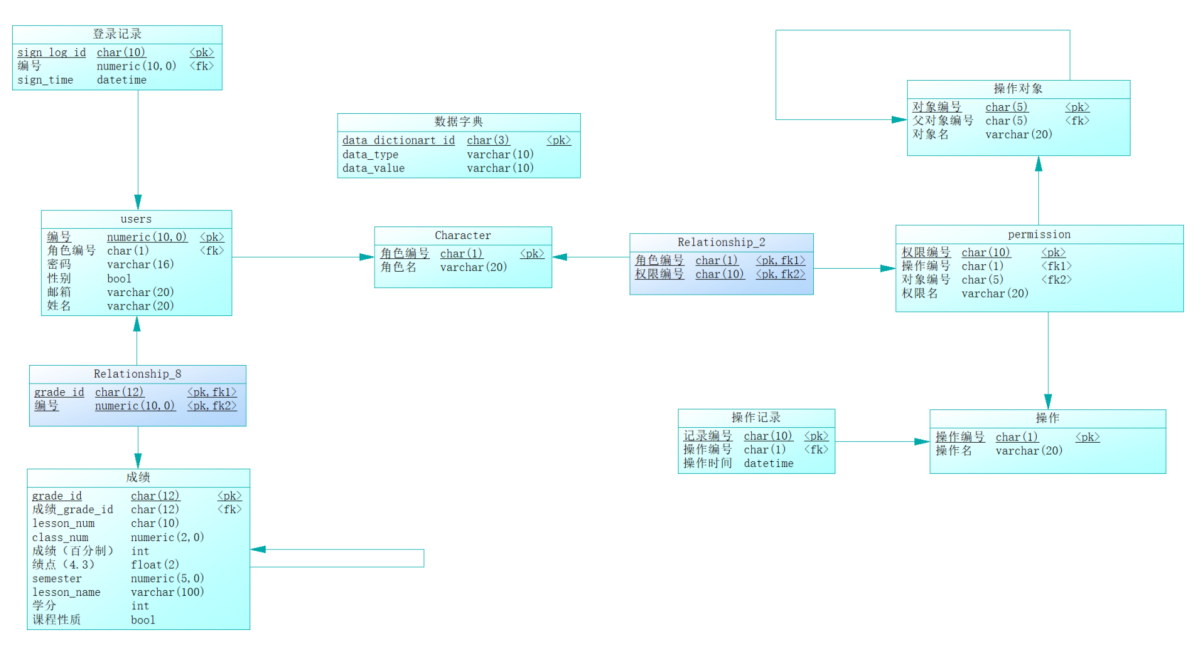 登录记录
sign_log_id char(10) <pk>
编号 numeric(10,0) <fk>
sign_time datetime
操作对象
对象编号 char(5) <pk>
父对象编号 char(5) <fk>
对象名 varchar(20)
数据字典
data_dictionart_id char(3) <pk>
data_type varchar(10)
data_value varchar(10)
users
编号 numeric(10,0) <pk>
角色编号 char(1) <fk>
密码 varchar(16)
性别 bool
邮箱 varchar(20)
姓名 varchar(20)
Character
角色编号 char(1) <pk>
角色名 varchar(20)
Relationship_2
角色编号 char(1) <pk,fk1>
权限编号 char(10) <pk,fk2>
permission
权限编号 char(10) <pk>
操作编号 char(1) <fk1>
对象编号 char(5) <fk2>
权限名 varchar(20)
Relationship_8
grade_id char(12) <pk,fk1>
编号 numeric(10,0) <pk,fk2>
操作记录
记录编号 char(10) <pk>
操作编号 char(1) <fk>
操作时间 datetime
操作
操作编号 char(1) <pk>
操作名 varchar(20)
成绩
grade_id char(12) <pk>
成绩_grade_id char(12) <fk>
lesson_num char(10)
class_num numeric(2,0)
成绩（百分制） int
绩点（4.3） float(2)
semester numeric(5,0)
lesson_name varchar(100)
学分 int
课程性质 bool